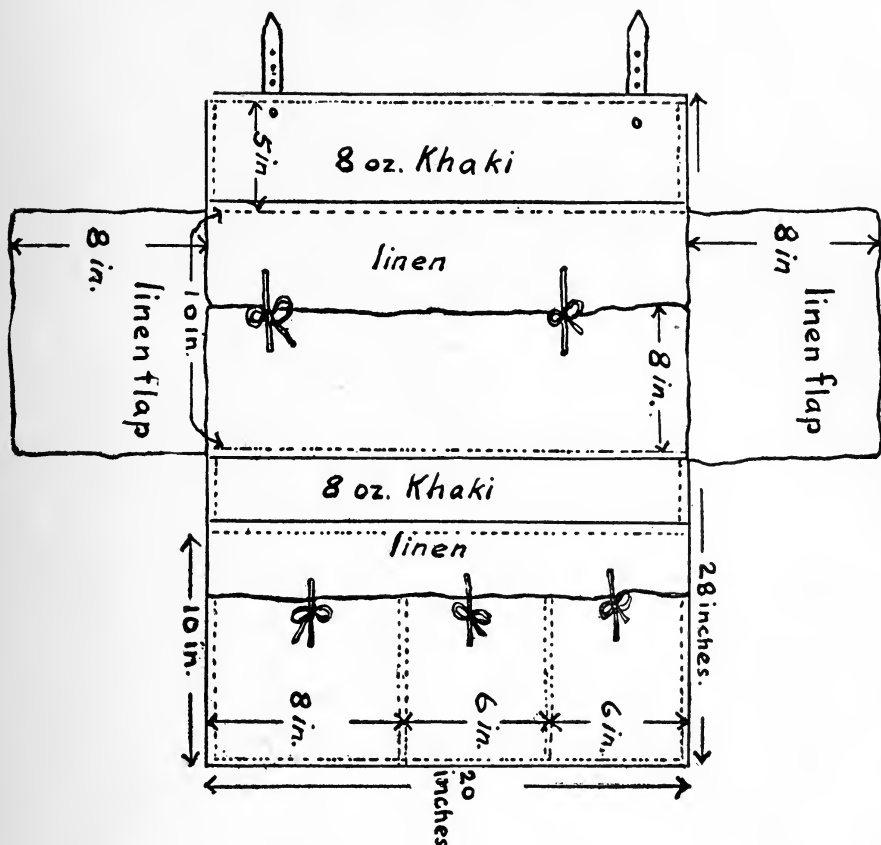 5 in
8 oz. Khaki
8 in.
linen flap
10 in.
linen
8 in.
8 in
linen flap
8 oz. Khaki
linen
10 in.
28 inches.
8 in.
6 in.
6 in.
20
inches